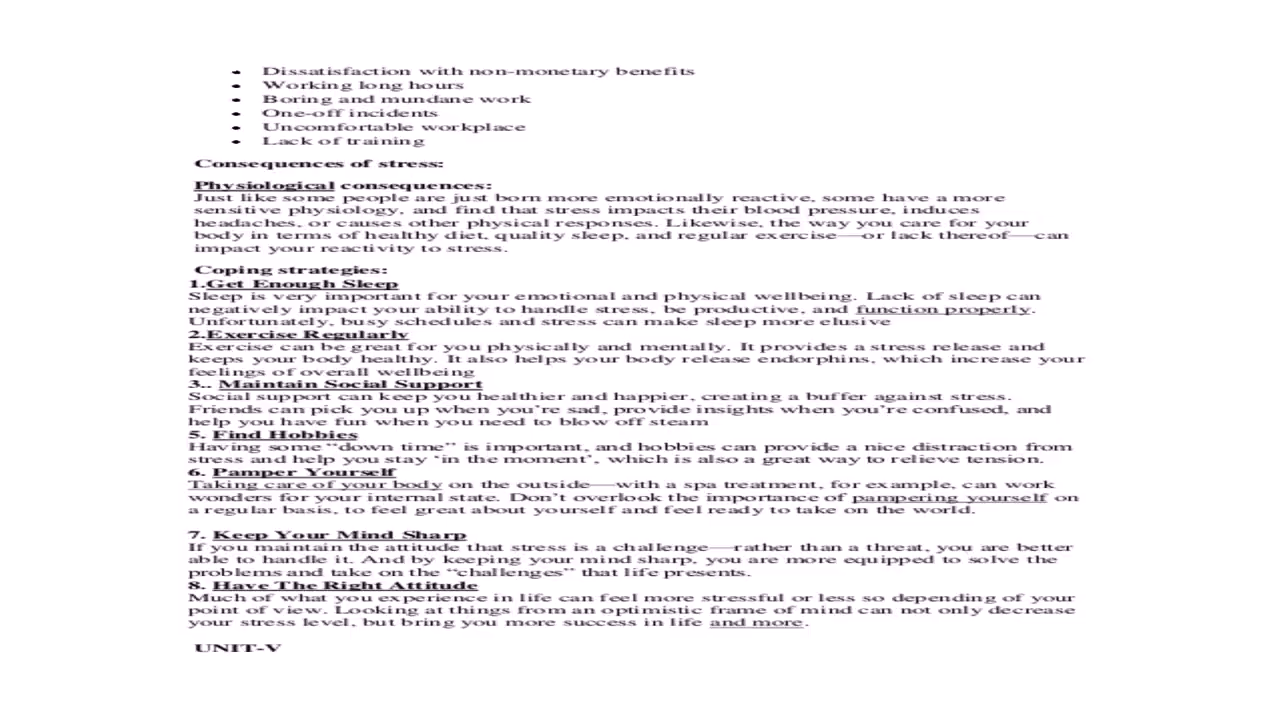 • Dissatisfaction with non-monetary benefits
• Working long hours
• Boring and mundane work
• One-off incidents
• Uncomfortable workplace
• Lack of training
Consequences of stress:
Physiological consequences:
Just like some people are just born more emotionally reactive, some have a more
sensitive physiology, and find that stress impacts their blood pressure, induces
headaches, or causes other physical responses. Likewise, the way you care for your
body in terms of healthy diet, quality sleep, and regular exercise—or lack thereof—can
impact your reactivity to stress.
Coping strategies:
1.Get Enough Sleep
Sleep is very important for your emotional and physical wellbeing. Lack of sleep can
negatively impact your ability to handle stress, be productive, and function properly.
Unfortunately, busy schedules and stress can make sleep more elusive
2.Exercise Regularly
Exercise can be great for you physically and mentally. It provides a stress release and
keeps your body healthy. It also helps your body release endorphins, which increase your
feelings of overall wellbeing
3.. Maintain Social Support
Social support can keep you healthier and happier, creating a buffer against stress.
Friends can pick you up when you're sad, provide insights when you're confused, and
help you have fun when you need to blow off steam
5. Find Hobbies
Having some “down time” is important, and hobbies can provide a nice distraction from
stress and help you stay ‘in the moment’, which is also a great way to relieve tension.
6. Pamper Yourself
Taking care of your body on the outside—with a spa treatment, for example, can work
wonders for your internal state. Don’t overlook the importance of pampering yourself on
a regular basis, to feel great about yourself and feel ready to take on the world.
7. Keep Your Mind Sharp
If you maintain the attitude that stress is a challenge—rather than a threat, you are better
able to handle it. And by keeping your mind sharp, you are more equipped to solve the
problems and take on the “challenges” that life presents.
8. Have The Right Attitude
Much of what you experience in life can feel more stressful or less so depending of your
point of view. Looking at things from an optimistic frame of mind can not only decrease
your stress level, but bring you more success in life and more.
UNIT-V